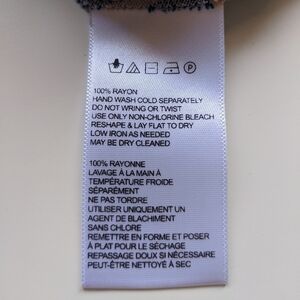 100% RAYON
HAND WASH COLD SEPARATELY
DO NOT WRING OR TWIST
USE ONLY NON-CHLORINE BLEACH
RESHAPE & LAY FLAT TO DRY
LOW IRON AS NEEDED
MAY BE DRY CLEANED
100% RAYONNE
LAVAGE À LA MAIN À
TEMPÉRATURE FROIDE
SÉPARÉMENT
NE PAS TORDRE
UTILISER UNIQUEMENT UN
AGENT DE BLACHIMENT
SANS CHLORE
REMETTRE EN FORME ET POSER
À PLAT POUR LE SÉCHAGE
REPASSAGE DOUX SI NÉCESSAIRE
PEUT-ÊTRE NETTOYÉ À SEC